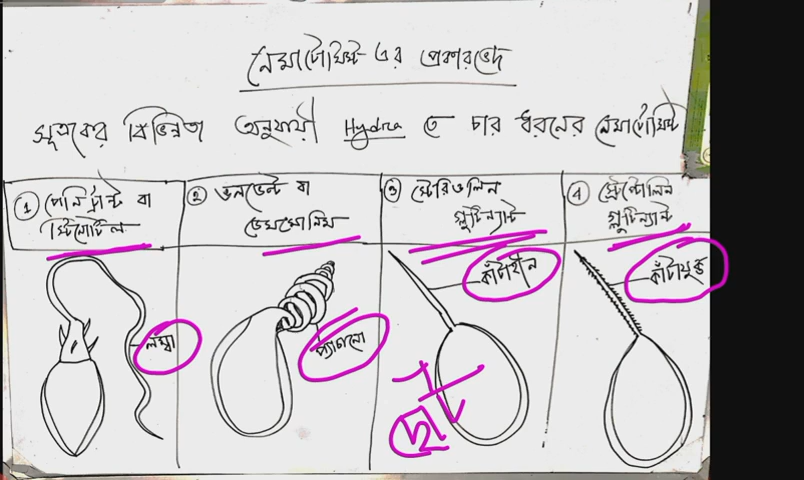 নেমাটোসিস্ট এর প্রকারভেদ
সূত্রকের বিভিন্নতা অনুযায়ী Hydra তে চার ধরনের নেমাটোসিস্ট
① পেনিট্র্যান্ট বা
স্টিনোটিল
② ভলভেন্ট বা
ডেসমোনিম
③ স্টেরিওলিন
গ্লুটিন্যান্ট
④ স্ট্রেপ্টোলিন
গ্লুটিন্যান্ট
লম্বা
প্যাচানো
কাঁটাহীন
কাঁটাযুক্ত